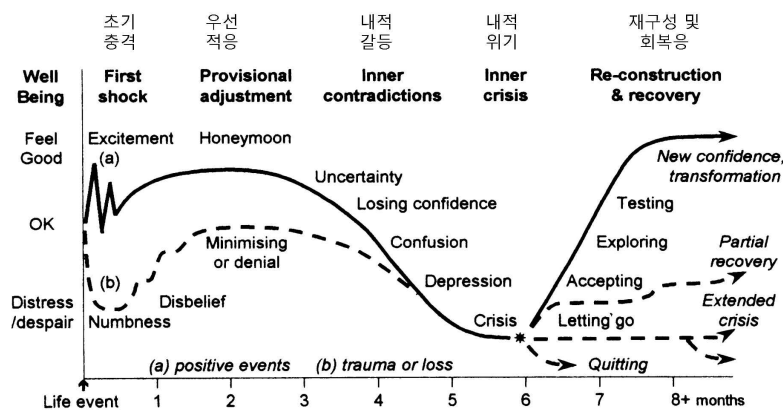 초기
충격
우선
적응
내적
갈등
내적
위기
재구성 및
회복응
Well
Being
First
shock
Provisional
adjustment
Inner
contradictions
Inner
crisis
Re-construction
& recovery
Feel
Good
Excitement
(a)
Honeymoon
New confidence,
transformation
Uncertainty
Losing confidence
Testing
OK
Minimising
or denial
Confusion
Exploring
Partial
recovery
(b)
Disbelief
Depression
Accepting
Distress
/despair
Numbness
Crisis
Letting go
Extended
crisis
(a) positive events
(b) trauma or loss
Quitting
Life event
1
2
3
4
5
6
7
8+ months